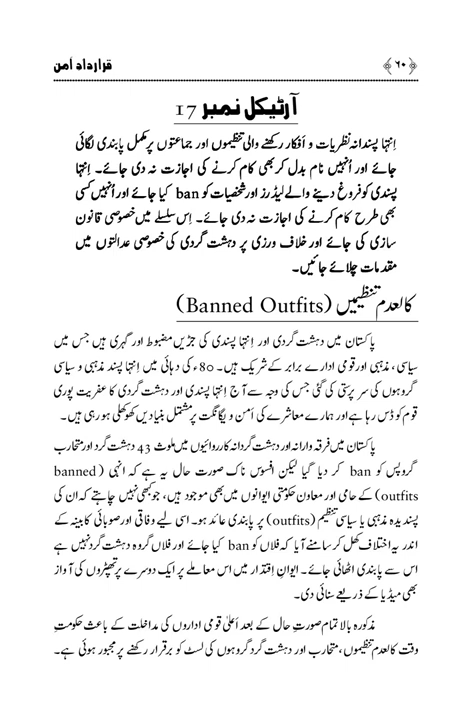 ﴿ ۶۰ ﴾ قرارداد امن
آرٹیکل نمبر 17
اِنتہا پسندانہ نظریات و اَفکار رکھنے والی تنظیموں اور جماعتوں پر مکمل پابندی لگائی
جائے اور اُنہیں نام بدل کر بھی کام کرنے کی اجازت نہ دی جائے۔ اِنتہا
پسندی کو فروغ دینے والے لیڈرز اور شخصیات کو ban کیا جائے اور اُنہیں کسی
بھی طرح کام کرنے کی اجازت نہ دی جائے۔ اِس سلسلے میں خصوصی قانون
سازی کی جائے اور خلاف ورزی پر دہشت گردی کی خصوصی عدالتوں میں
مقدمات چلائے جائیں۔
کالعدم تنظیمیں (Banned Outfits)
پاکستان میں دہشت گردی اور اِنتہا پسندی کی جڑیں مضبوط اور گہری ہیں جس میں
سیاسی، مذہبی اور قومی ادارے برابر کے شریک ہیں۔ 80ء کی دہائی میں اِنتہا پسند مذہبی و سیاسی
گروہوں کی سرپرستی کی گئی جس کی وجہ سے آج اِنتہا پسندی اور دہشت گردی کا عفریت پوری
قوم کو ڈس رہا ہے اور ہمارے معاشرے کی اَمن و یگانگت پر مشتمل بنیادیں کھوکھلی ہو رہی ہیں۔
پاکستان میں فرقہ وارانہ اور دہشت گردانہ کارروائیوں میں ملوث 43 دہشت گرد اور متحارب
گروپس کو ban کر دیا گیا لیکن افسوس ناک صورت حال یہ ہے کہ انہی (banned
outfits) کے حامی اور معاون حکومتی ایوانوں میں بھی موجود ہیں، جو کبھی نہیں چاہتے کہ ان کی
پسندیدہ مذہبی یا سیاسی تنظیم (outfits) پر پابندی عائد ہو۔ اسی لیے وفاقی اور صوبائی کابینہ کے
اندر یہ اختلاف کھل کر سامنے آیا کہ فلاں کو ban کیا جائے اور فلاں گروہ دہشت گرد نہیں ہے
اس سے پابندی اٹھائی جائے۔ ایوانِ اِقتدار میں اس معاملے پر ایک دوسرے پر تھپڑوں کی آواز
بھی میڈیا کے ذریعے سنائی دی۔
مذکورہ بالا تمام صورتِ حال کے بعد اَعلیٰ قومی اداروں کی مداخلت کے باعث حکومتِ
وقت کالعدم تنظیموں، متحارب اور دہشت گرد گروہوں کی لسٹ کو برقرار رکھنے پر مجبور ہوئی ہے۔